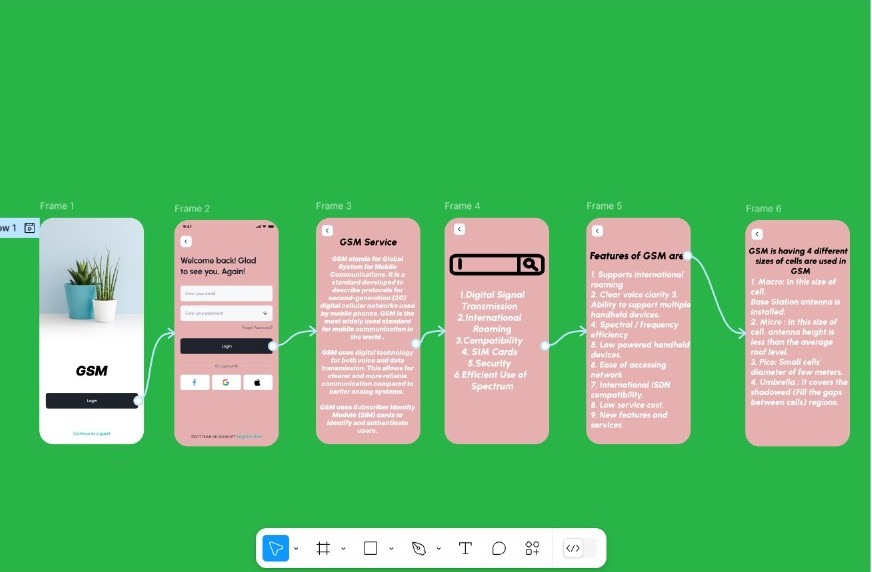 Frame 1
ow 1
GSM
Login
Continue as a guest
Frame 2
9:41
Welcome back! Glad
to see you, Again!
Enter your email
Enter your password
Forgot Password?
Login
Or Login with
Register Now
Frame 3
GSM Service
GSM stands for Global
System for Mobile
Communications. It is a
standard developed to
describe protocols for
second-generation (2G)
digital cellular networks used
by mobile phones. GSM is the
most widely used standard
for mobile communication in
the world .
GSM uses digital technology
for both voice and data
transmission. This allows for
clearer and more reliable
communication compared to
earlier analog systems.
GSM uses Subscriber Identity
Module (SIM) cards to
identify and authenticate
users.
Frame 4
1.Digital Signal
Transmission
2.International
Roaming
3.Compatibility
4. SIM Cards
5.Security
6.Efficient Use of
Spectrum
Frame 5
Features of GSM are
1. Supports international
roaming
2. Clear voice clarity 3.
Ability to support multiple
handheld devices.
4. Spectral / frequency
efficiency
5. Low powered handheld
devices.
6. Ease of accessing
network
7. International ISDN
compatibility.
8. Low service cost.
9. New features and
services.
Frame 6
GSM is having 4 different
sizes of cells are used in
GSM
1. Macro: In this size of
cell.
Base Station antenna is
installed.
2. Micro : In this size of
cell. antenna height is
less than the average
roof level.
3. Pico: Small cells'
diameter of few meters.
4. Umbrella : It covers the
shadowed (Fill the gaps
between cells) regions.